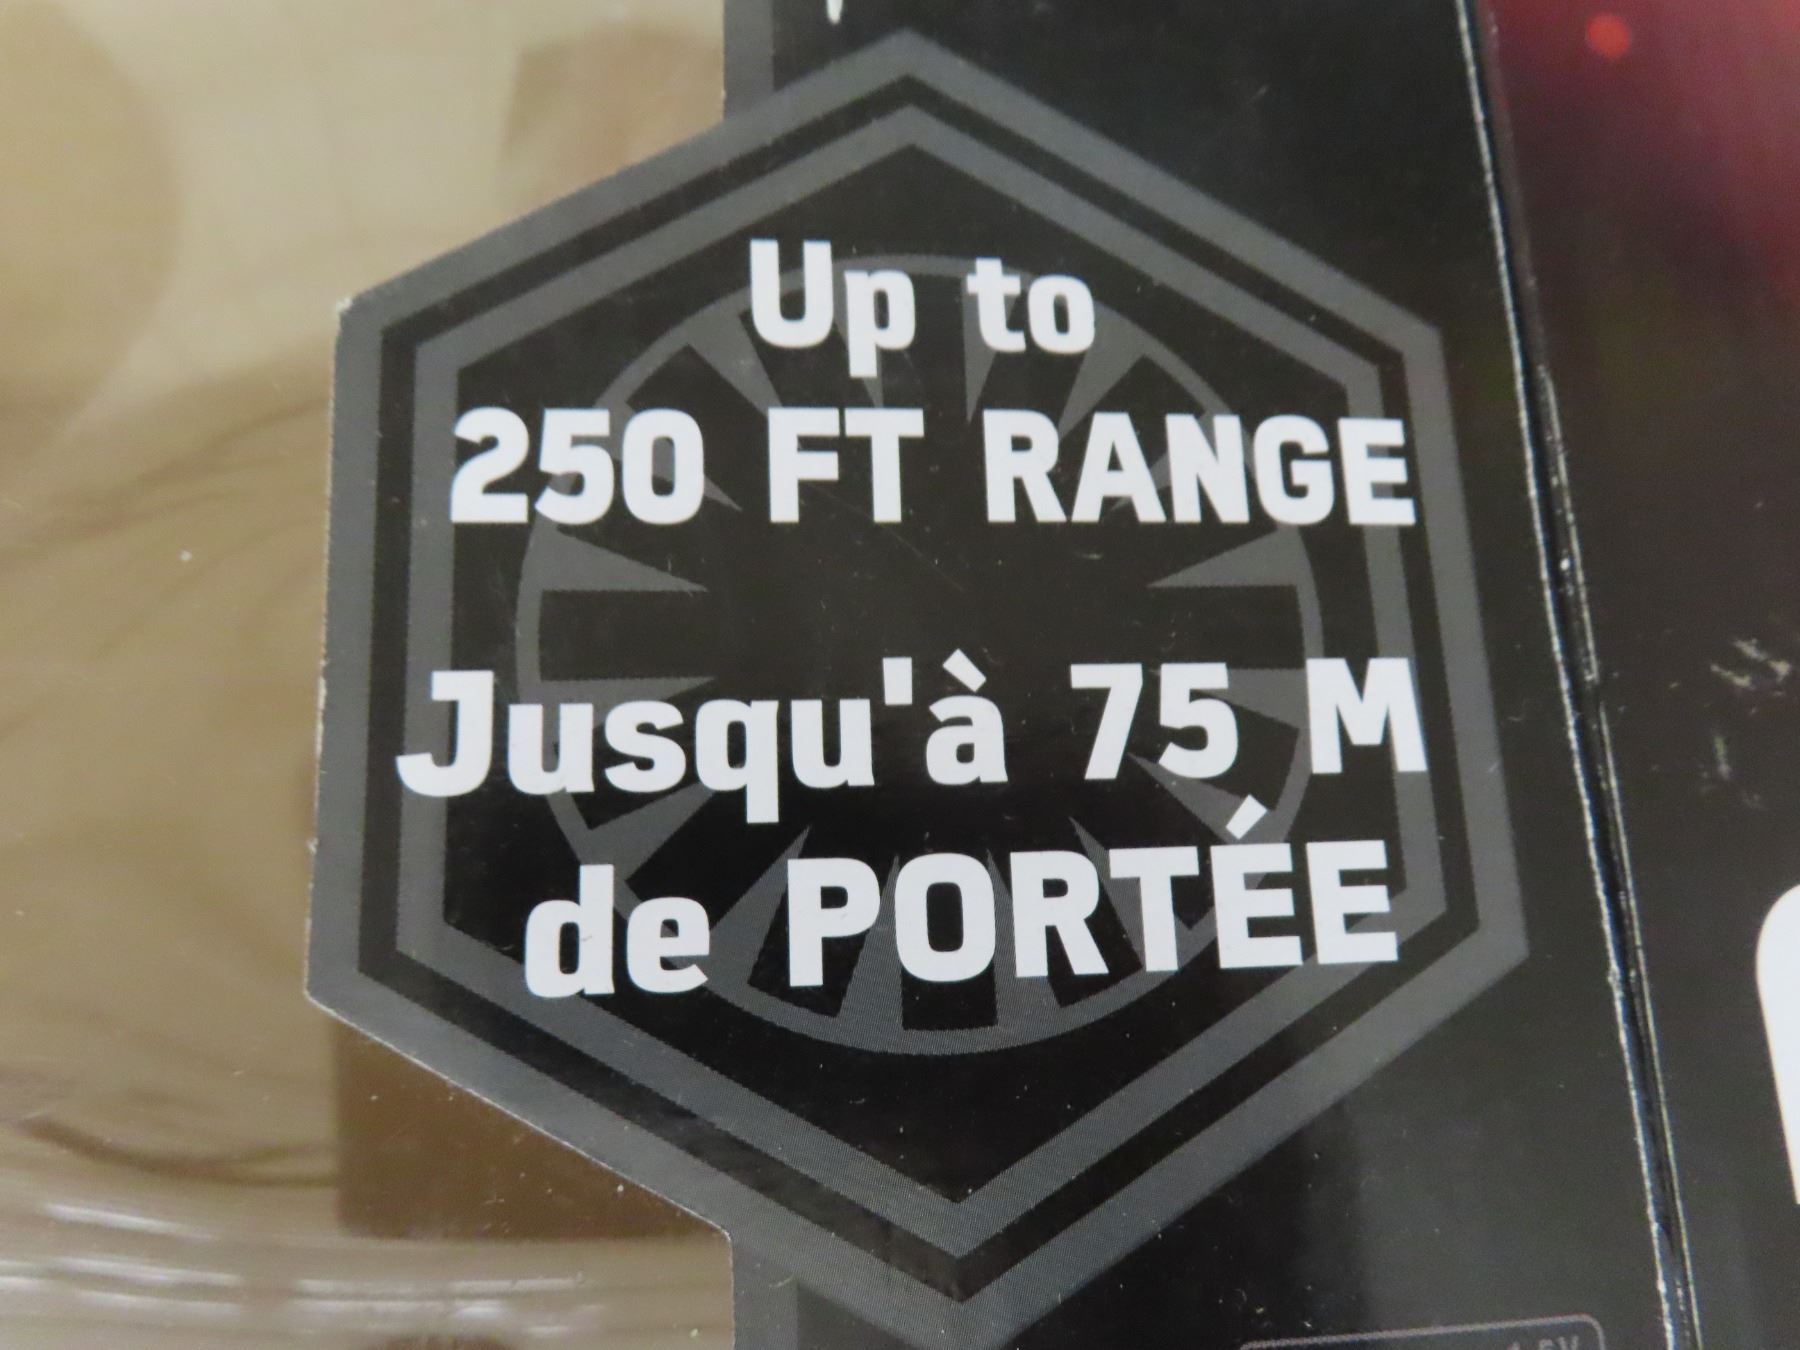 Up to
250 FT RANGE
Jusqu'à 75 M
de PORTÉE